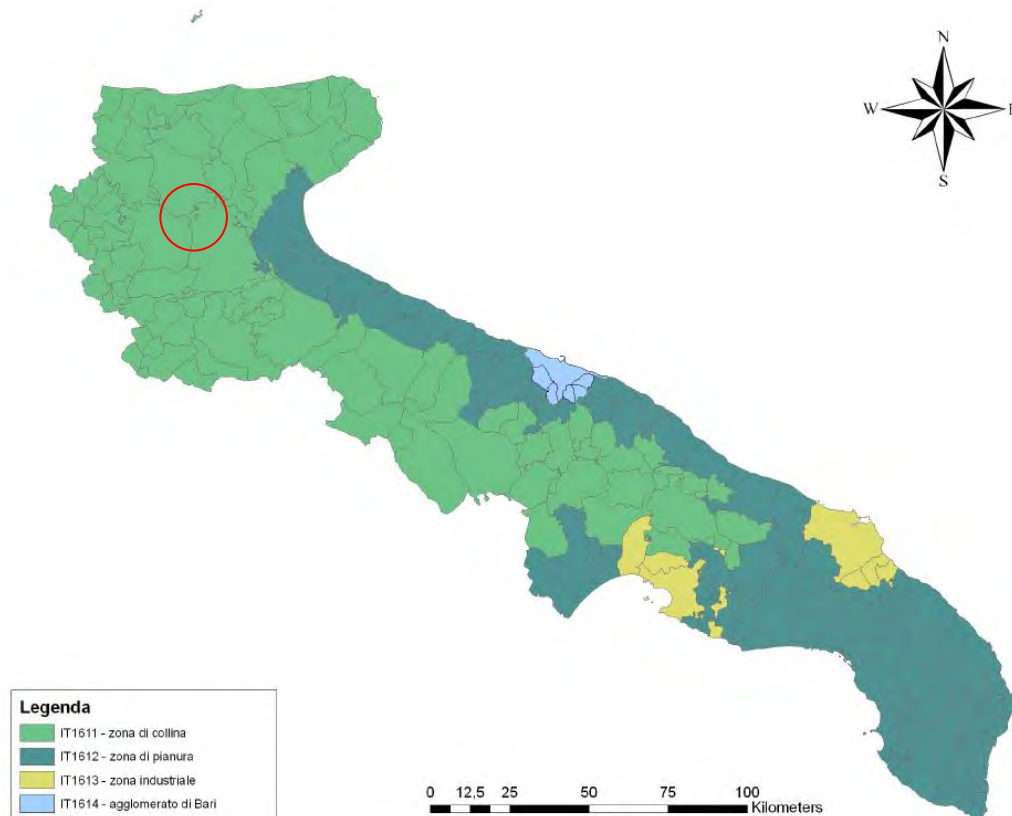 N
W
E
S
Legenda
IT1611 - zona di collina
IT1612 - zona di pianura
IT1613 - zona industriale
IT1614 - agglomerato di Bari
0 12,5 25 50 75 100
Kilometers